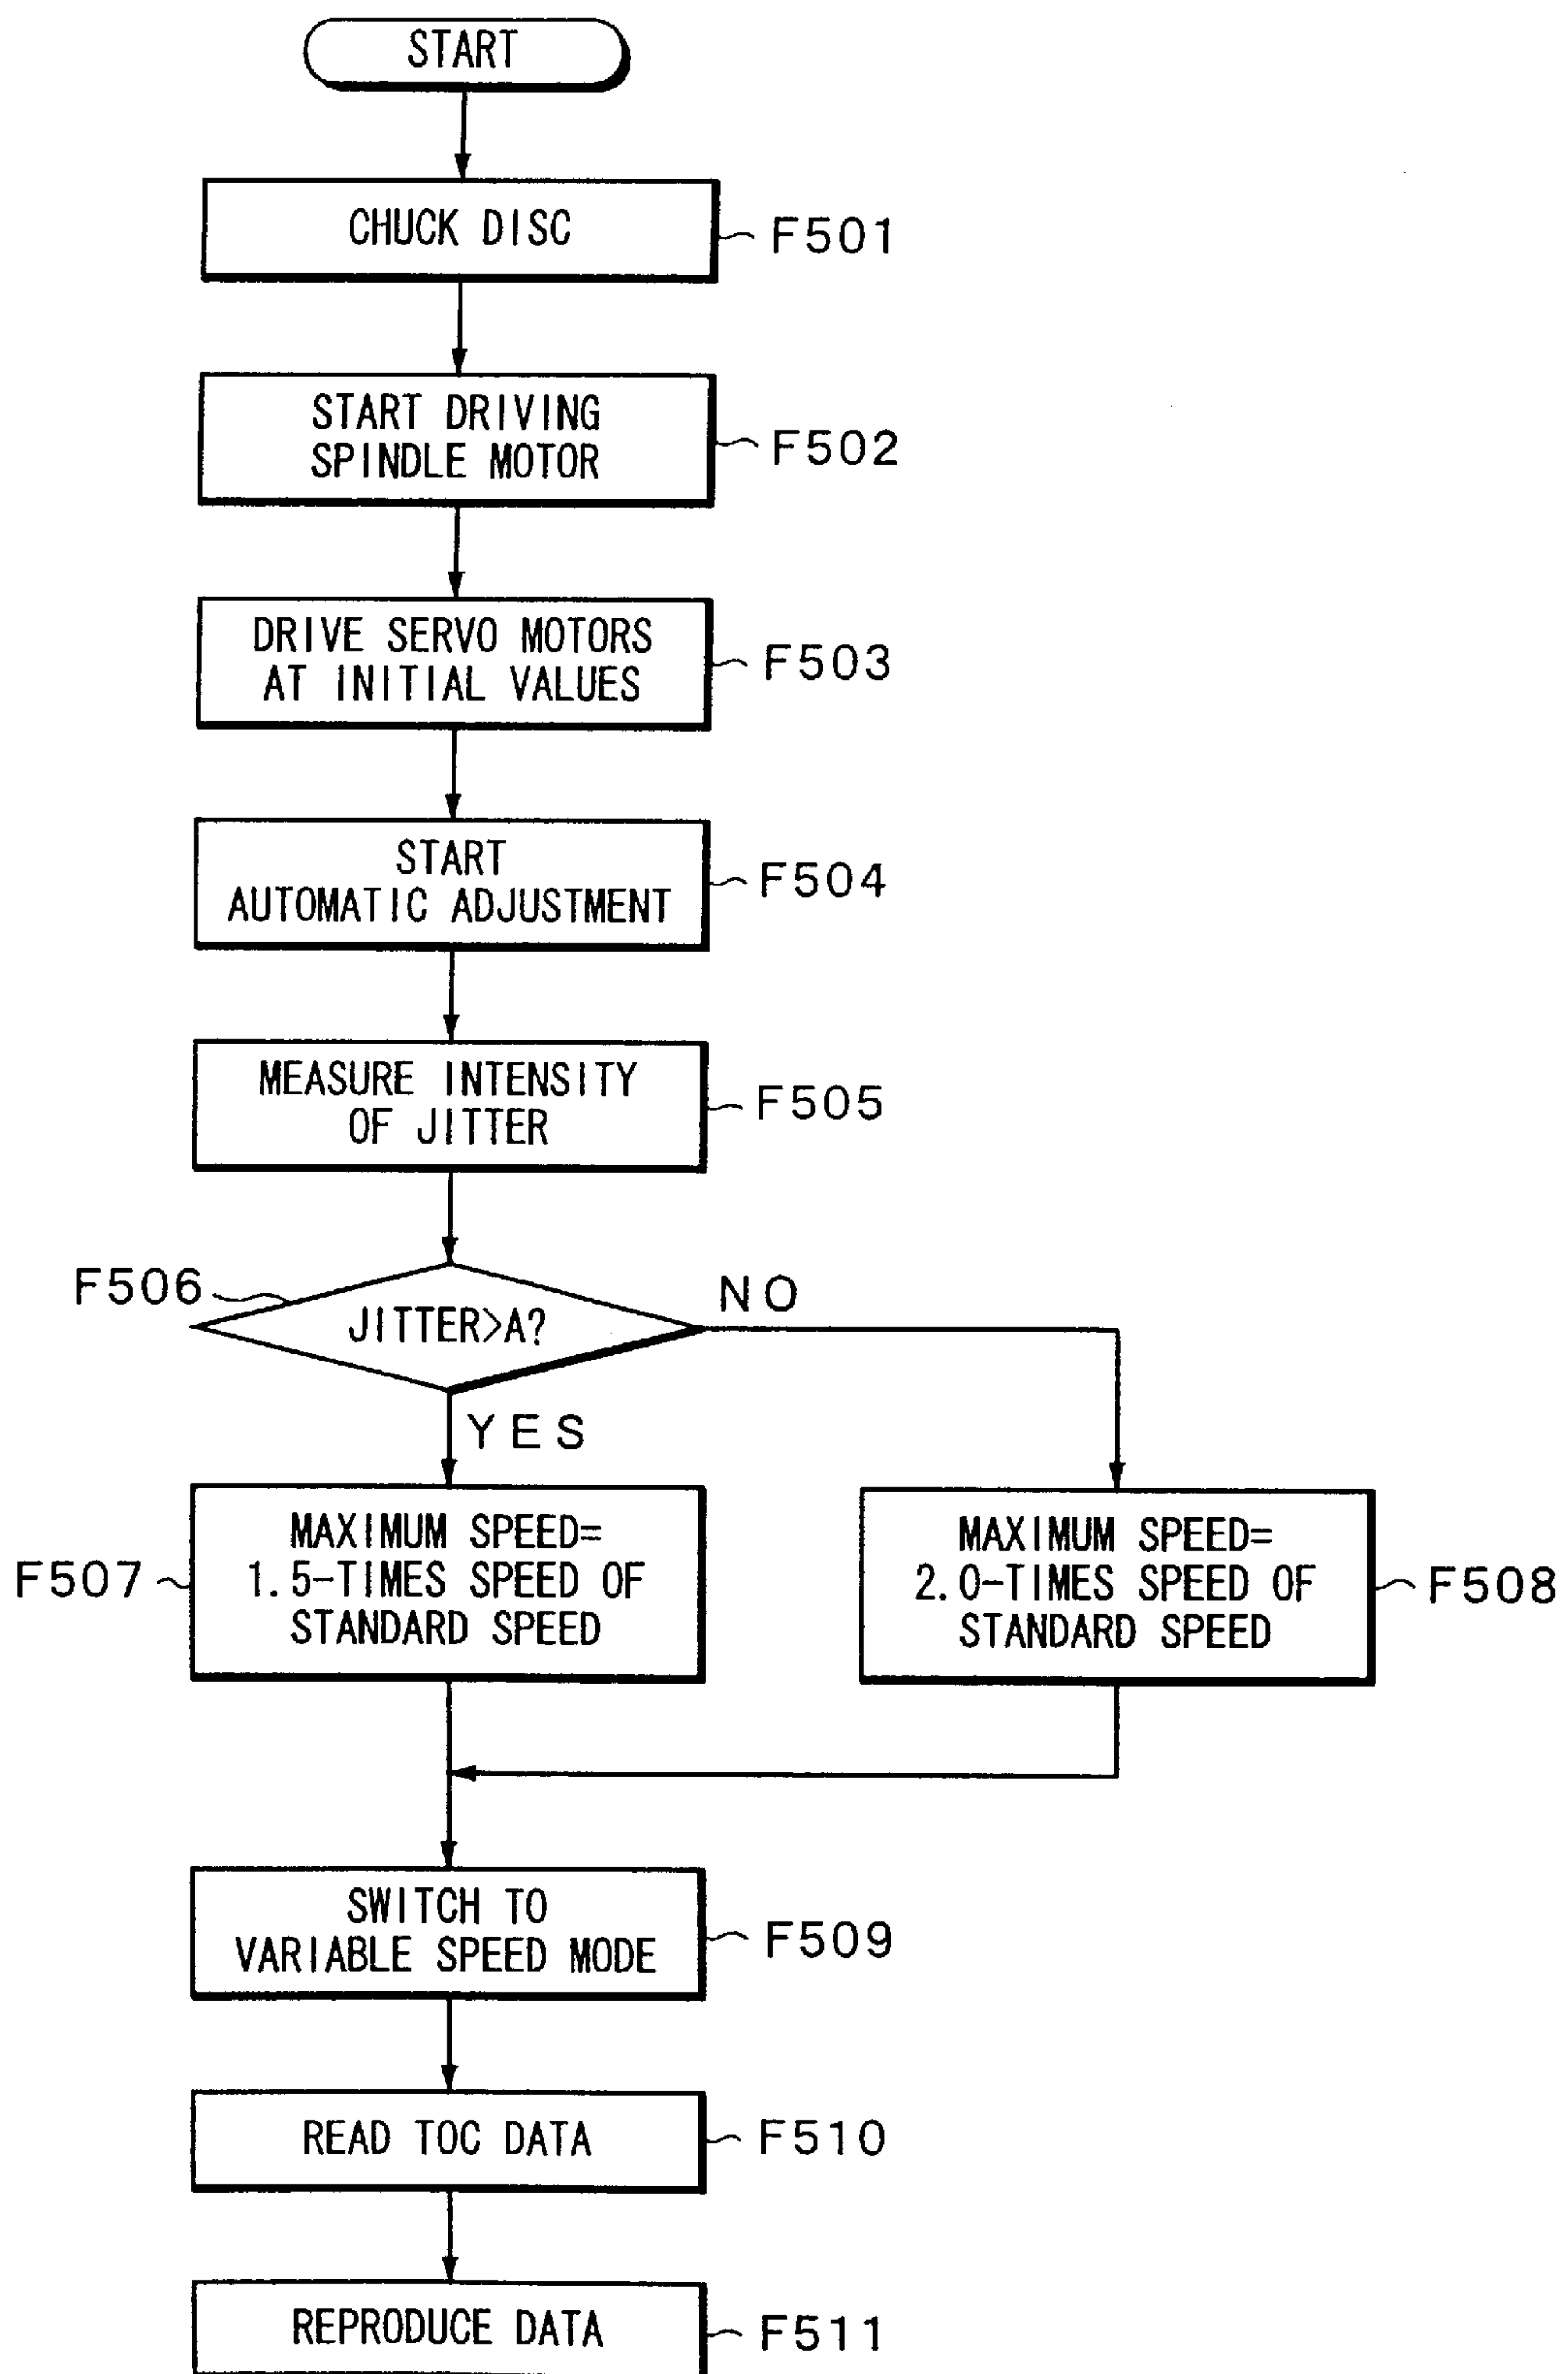 START
CHUCK DISC
F501
START DRIVING
SPINDLE MOTOR
F502
DRIVE SERVO MOTORS
AT INITIAL VALUES
F503
START
AUTOMATIC ADJUSTMENT
F504
MEASURE INTENSITY
OF JITTER
F505
F506
JITTER>A?
NO
YES
F507
MAXIMUM SPEED=
1.5-TIMES SPEED OF
STANDARD SPEED
MAXIMUM SPEED=
2.0-TIMES SPEED OF
STANDARD SPEED
F508
SWITCH TO
VARIABLE SPEED MODE
F509
READ TOC DATA
F510
REPRODUCE DATA
F511